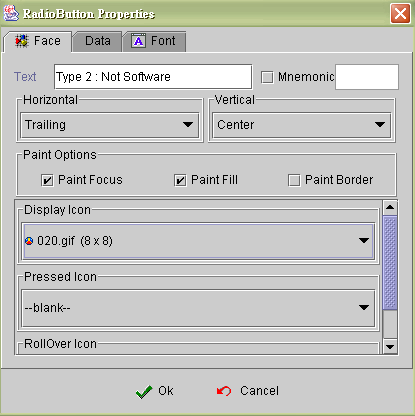 RadioButton Properties
Face Data Font
Text Type 2 : Not Software Mnemonic
Horizontal Vertical
Trailing Center
Paint Options
Paint Focus Paint Fill Paint Border
Display Icon
020.gif (8 x 8)
Pressed Icon
--blank--
RollOver Icon
Ok Cancel